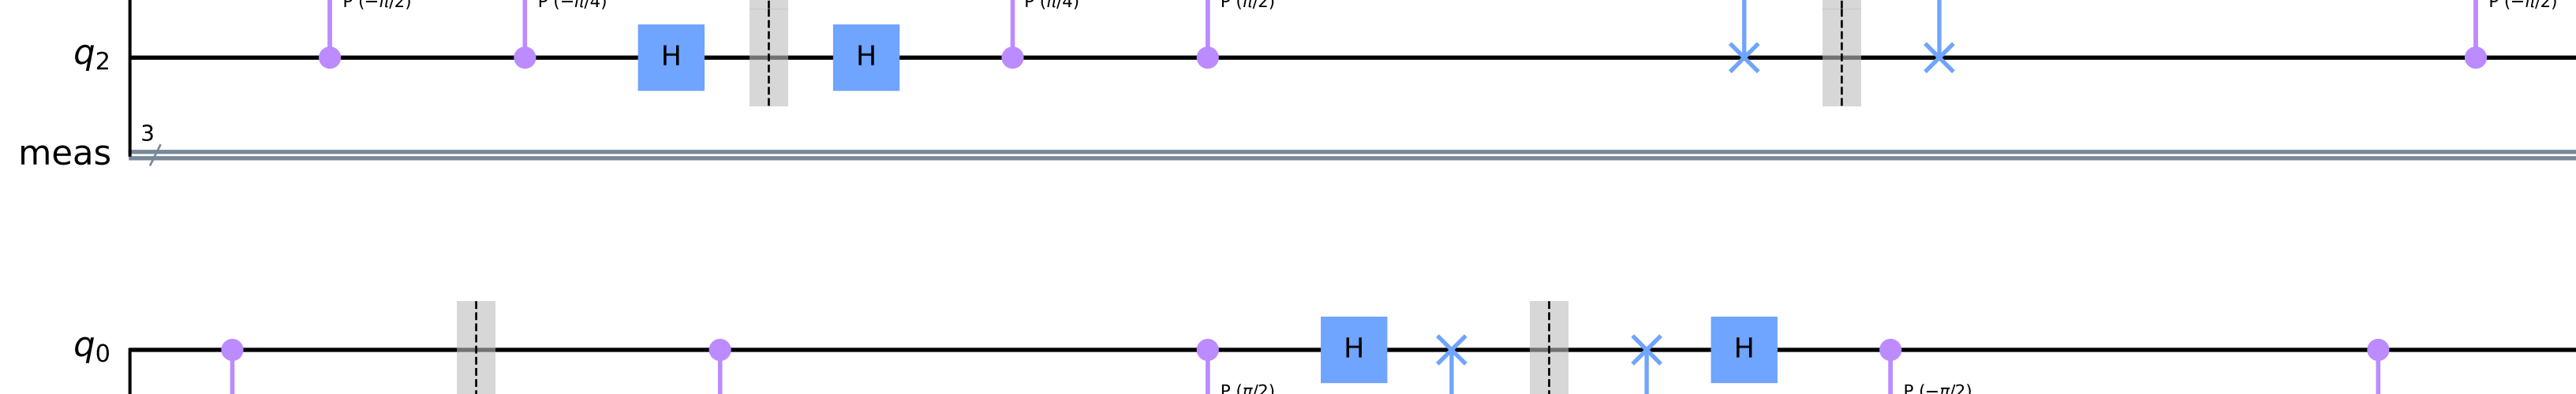 P (−π/2) P (−π/4) P (π/4) P (π/2) P (−π/2)
q2 H H
3
meas
q0 H H
P (π/2) P (−π/2)